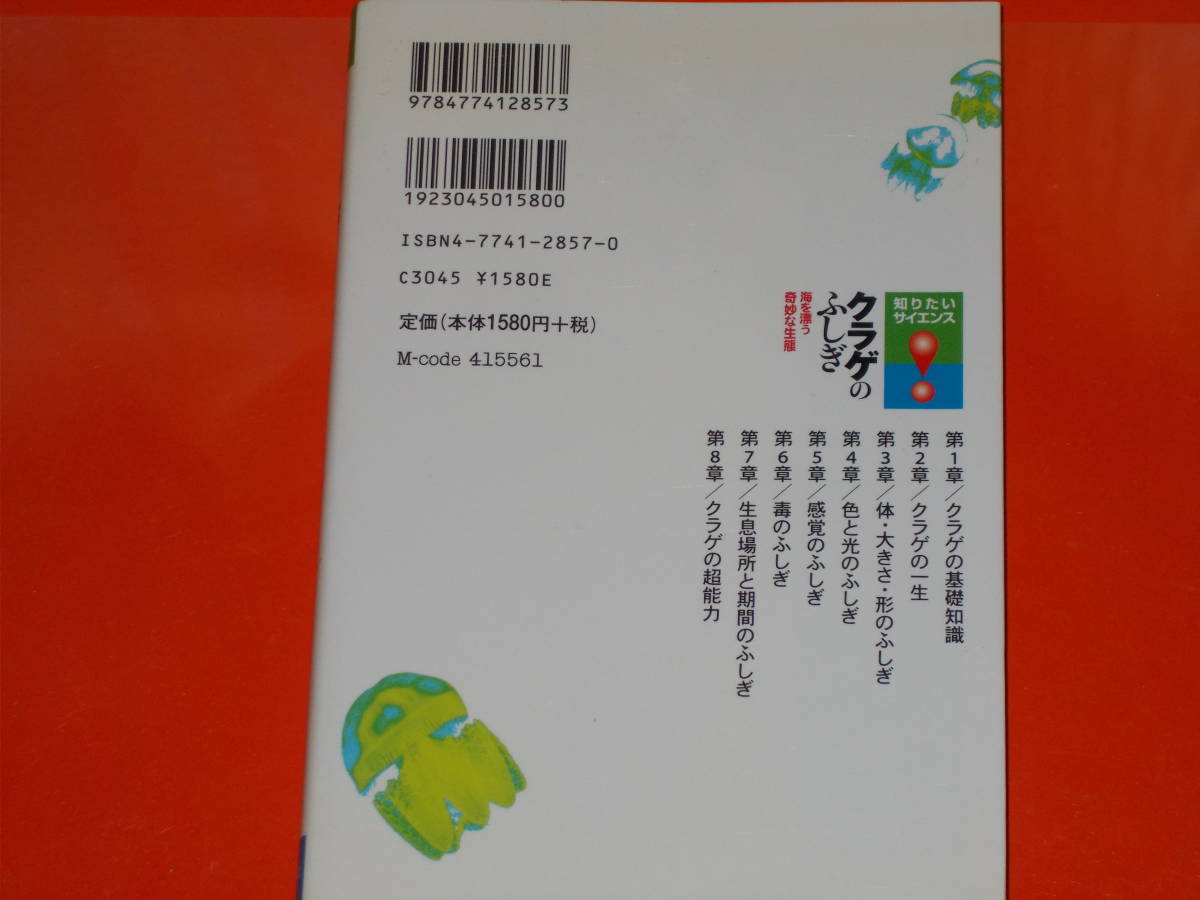 9784774128573
1923045015800
ISBN4-7741-2857-0
C3045 ¥1580E
定価(本体1580円+税)
M-code 415561
知りたい
サイエンス
クラゲの
ふしぎ
海を漂う
奇妙な生態
第1章/クラゲの基礎知識
第2章/クラゲの一生
第3章/体・大きさ・形のふしぎ
第4章/色と光のふしぎ
第5章/感覚のふしぎ
第6章/毒のふしぎ
第7章/生息場所と期間のふしぎ
第8章/クラゲの超能力